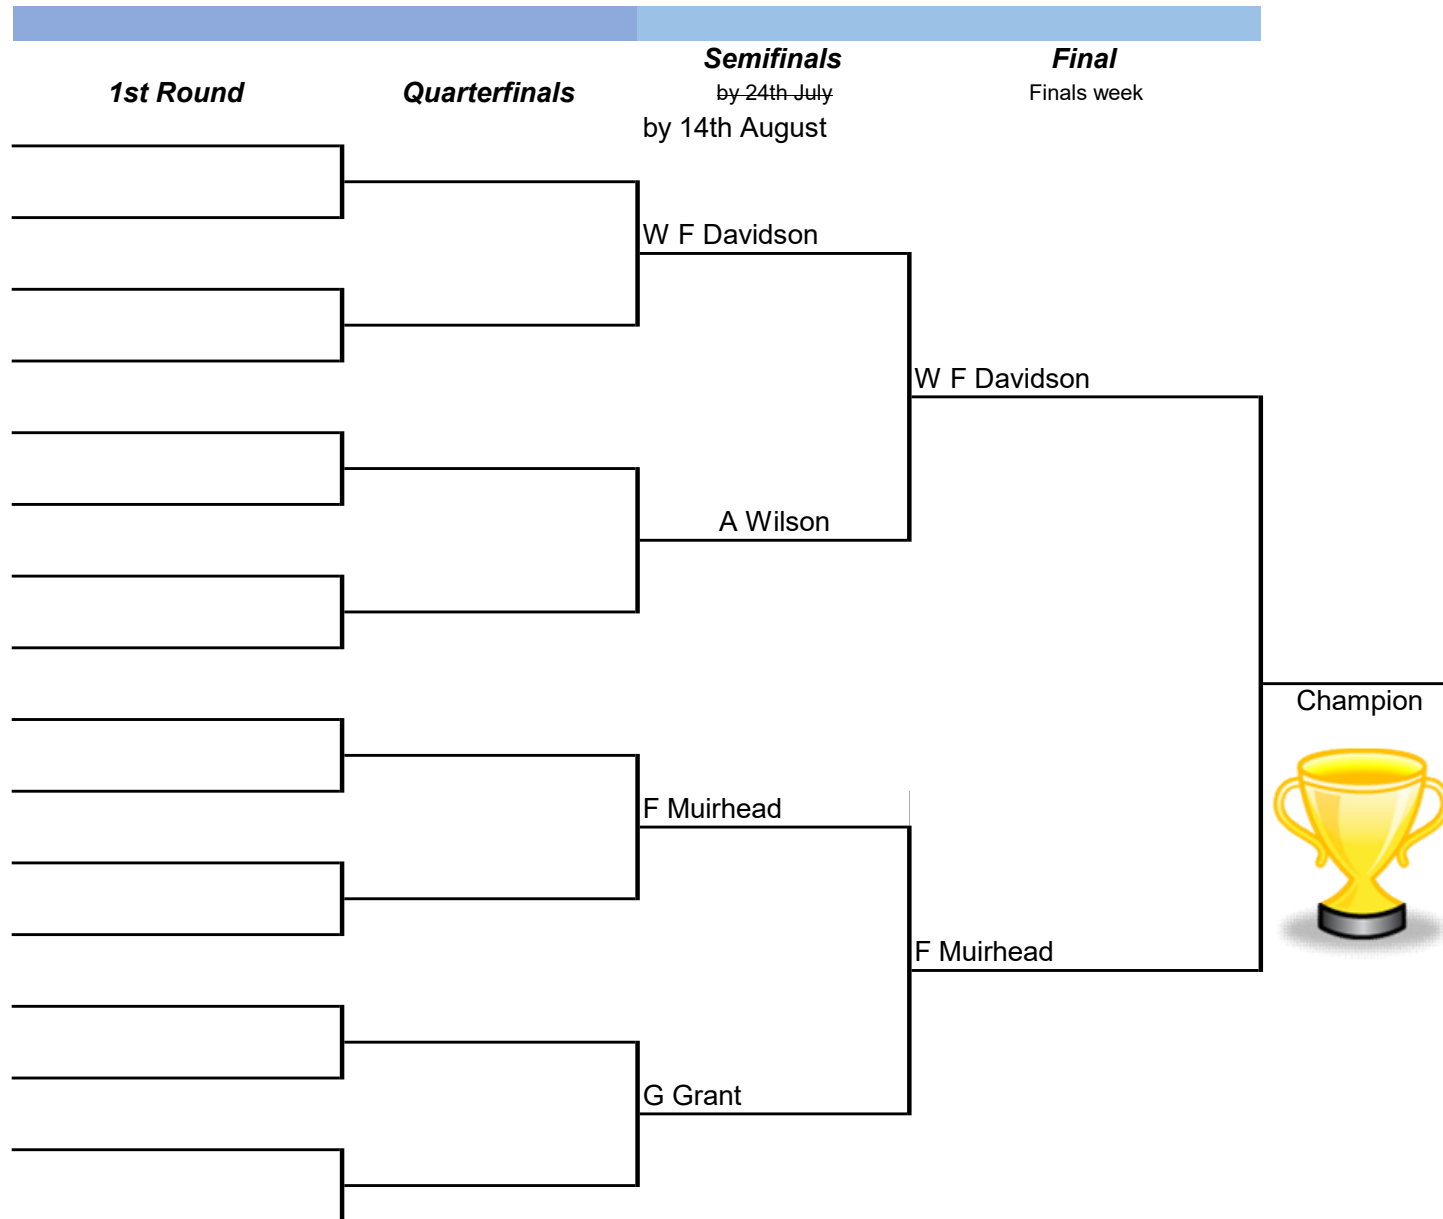 Semifinals
Final
1st Round
Quarterfinals
by 24th July
Finals week
by 14th August
W F Davidson
W F Davidson
A Wilson
Champion
F Muirhead
F Muirhead
G Grant